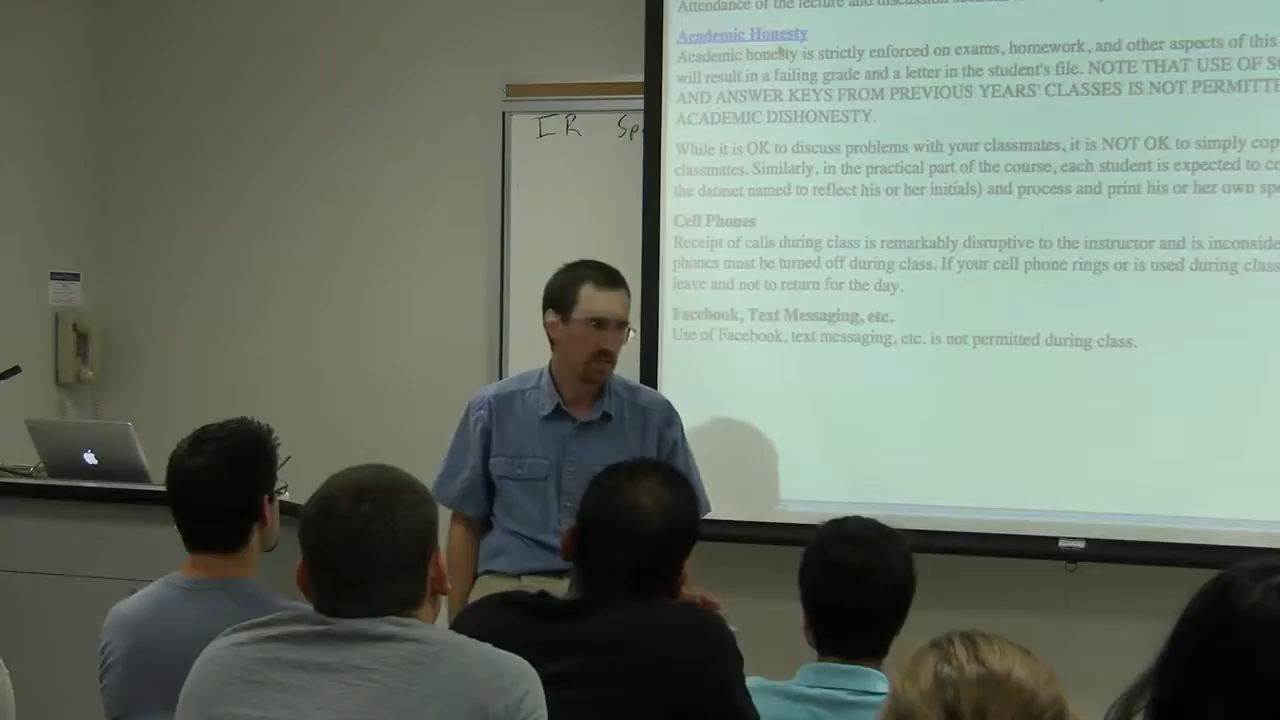 Attendance of the lecture and discussion
Academic Honesty
Academic honesty is strictly enforced on exams, homework, and other aspects of this
will result in a failing grade and a letter in the student's file. NOTE THAT USE OF
AND ANSWER KEYS FROM PREVIOUS YEARS' CLASSES IS NOT PERMITTE
ACADEMIC DISHONESTY.
While it is OK to discuss problems with your classmates, it is NOT OK to simply cop
classmates. Similarly, in the practical part of the course, each student is expected to
the dataset named to reflect his or her initials) and process and print his or her own
Cell Phones
Receipt of calls during class is remarkably disruptive to the instructor and is inconside
phones must be turned off during class. If your cell phone rings or is used during class
leave and not to return for the day.
Facebook, Text Messaging, etc.
Use of Facebook, text messaging, etc. is not permitted during class.
IR Sp